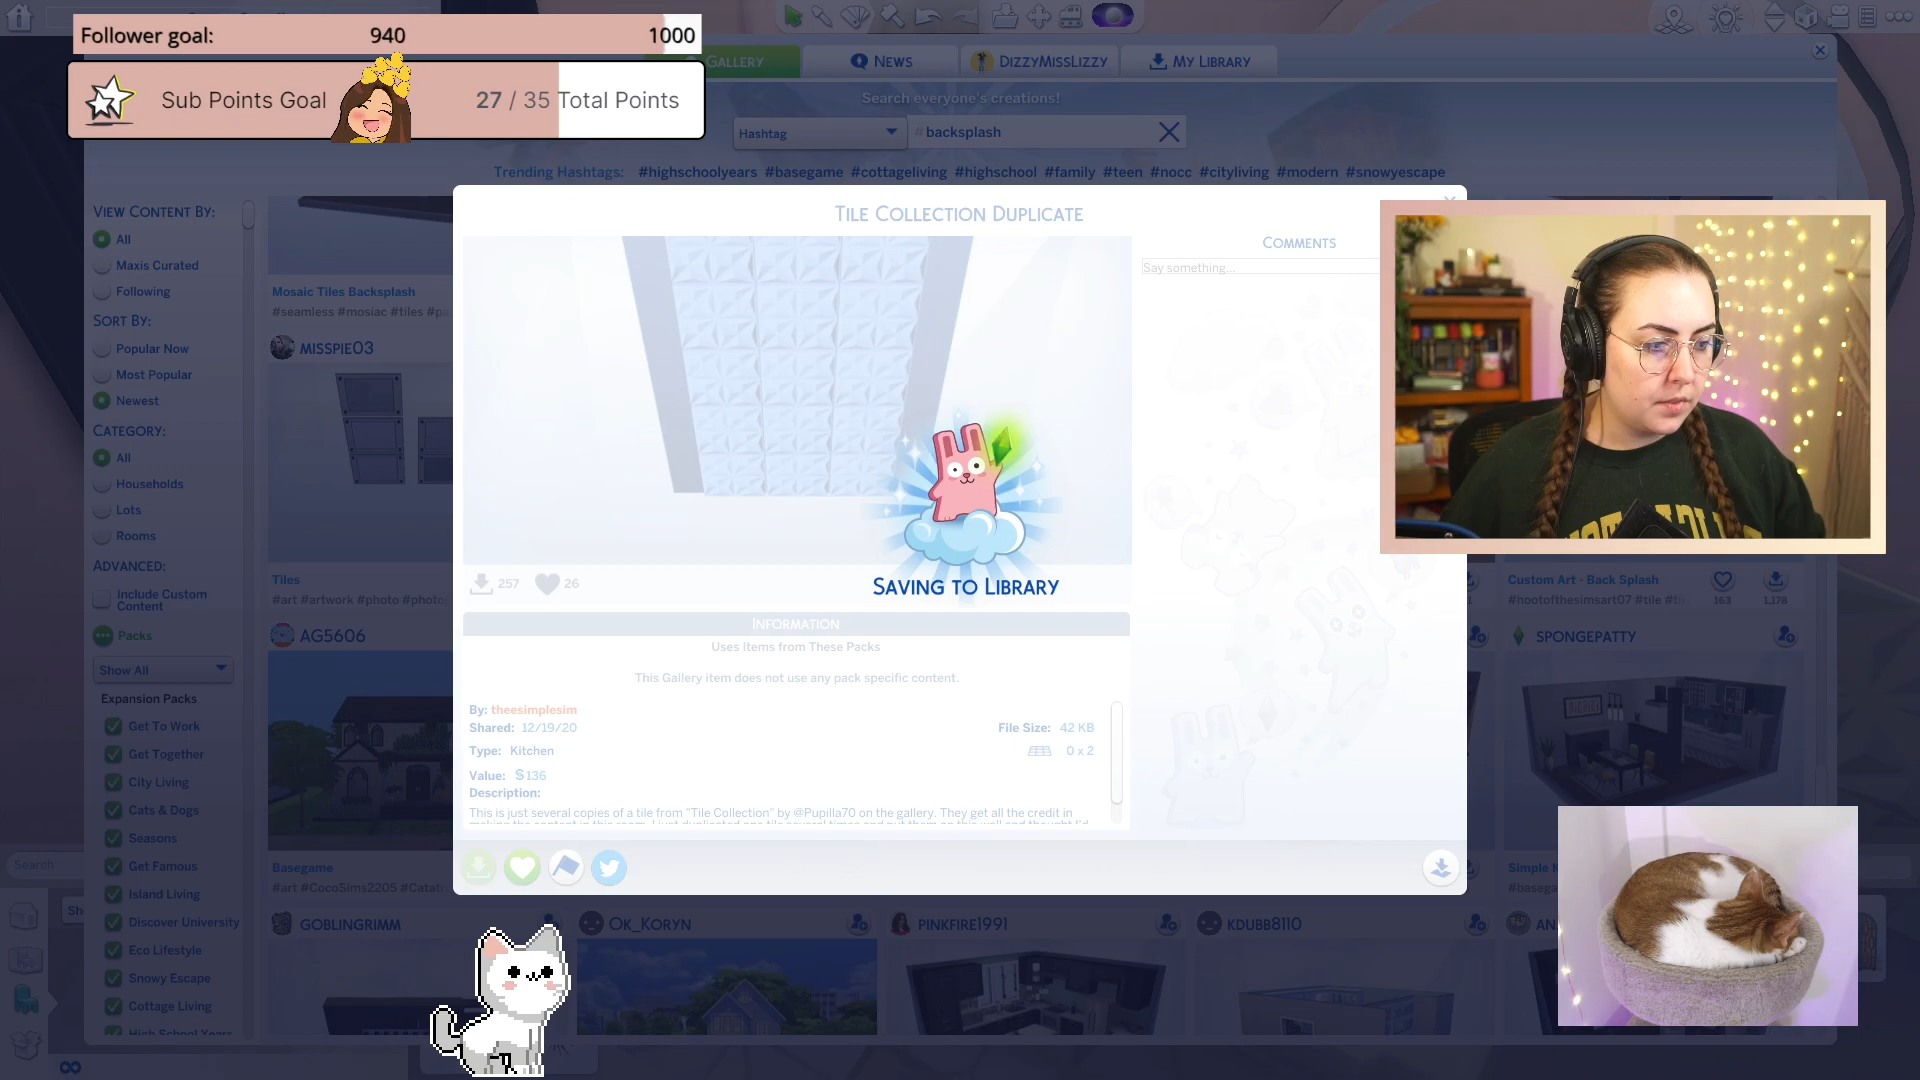 Follower goal: 940 1000
Sub Points Goal 27 / 35 Total Points
GALLERY
NEWS
DIZZYMISSLIZZY
MY LIBRARY
Search everyone's creations!
Hashtag
# backsplash
Trending Hashtags: #highschoolyears #basegame #cottageliving #highschool #family #teen #nocc #cityliving #modern #snowyescape
VIEW CONTENT BY:
All
Maxis Curated
Following
SORT BY:
Popular Now
Most Popular
Newest
CATEGORY:
All
Households
Lots
Rooms
ADVANCED:
Include Custom
Content
Packs
Show All
Expansion Packs
Get To Work
Get Together
City Living
Cats & Dogs
Seasons
Get Famous
Island Living
Discover University
Eco Lifestyle
Snowy Escape
Cottage Living
High School Years
Search
Mosaic Tiles Backsplash
#seamless #mosiac #tiles
MISSPIE03
Tiles
#art #artwork #photo
AG5606
Basegame
#art #CocoSims2205
GOBLINGRIMM
OK_KORYN
PINKFIRE1991
KDUBB8110
TILE COLLECTION DUPLICATE
COMMENTS
Say something...
257 26
SAVING TO LIBRARY
INFORMATION
Uses Items from These Packs
This Gallery item does not use any pack specific content.
By: theesimplesim
Shared: 12/19/20
File Size: 42 KB
Type: Kitchen
0 x 2
Value: §136
Description:
This is just several copies of a tile from "Tile Collection" by @Pupilla70 on the gallery. They get all the credit in
Custom Art - Back Splash
#hootofthesimsart07 #tile
163 1,178
SPONGEPATTY